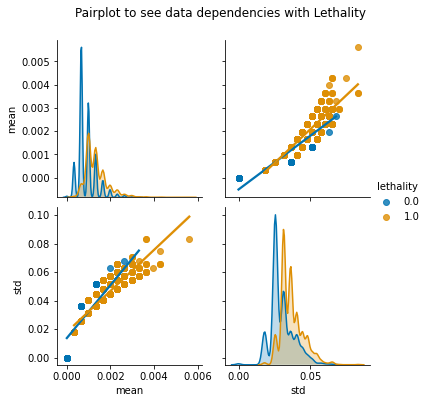 Pairplot to see data dependencies with Lethality
0.005
0.004
0.003
0.002
0.001
0.000
mean
lethality
0.0
1.0
0.10
0.08
0.06
0.04
0.02
0.00
std
0.000 0.002 0.004 0.006
mean
0.00 0.05
std